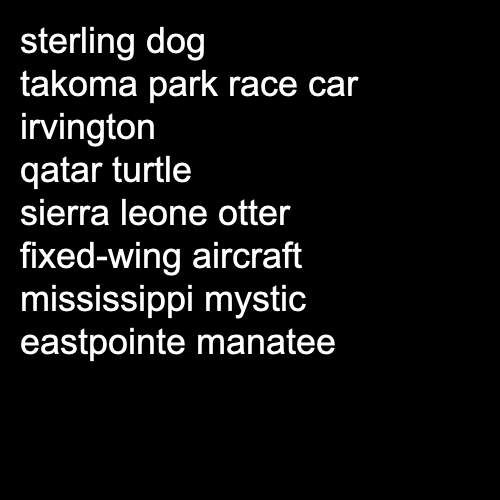 sterling dog
takoma park race car
irvington
qatar turtle
sierra leone otter
fixed-wing aircraft
mississippi mystic
eastpointe manatee